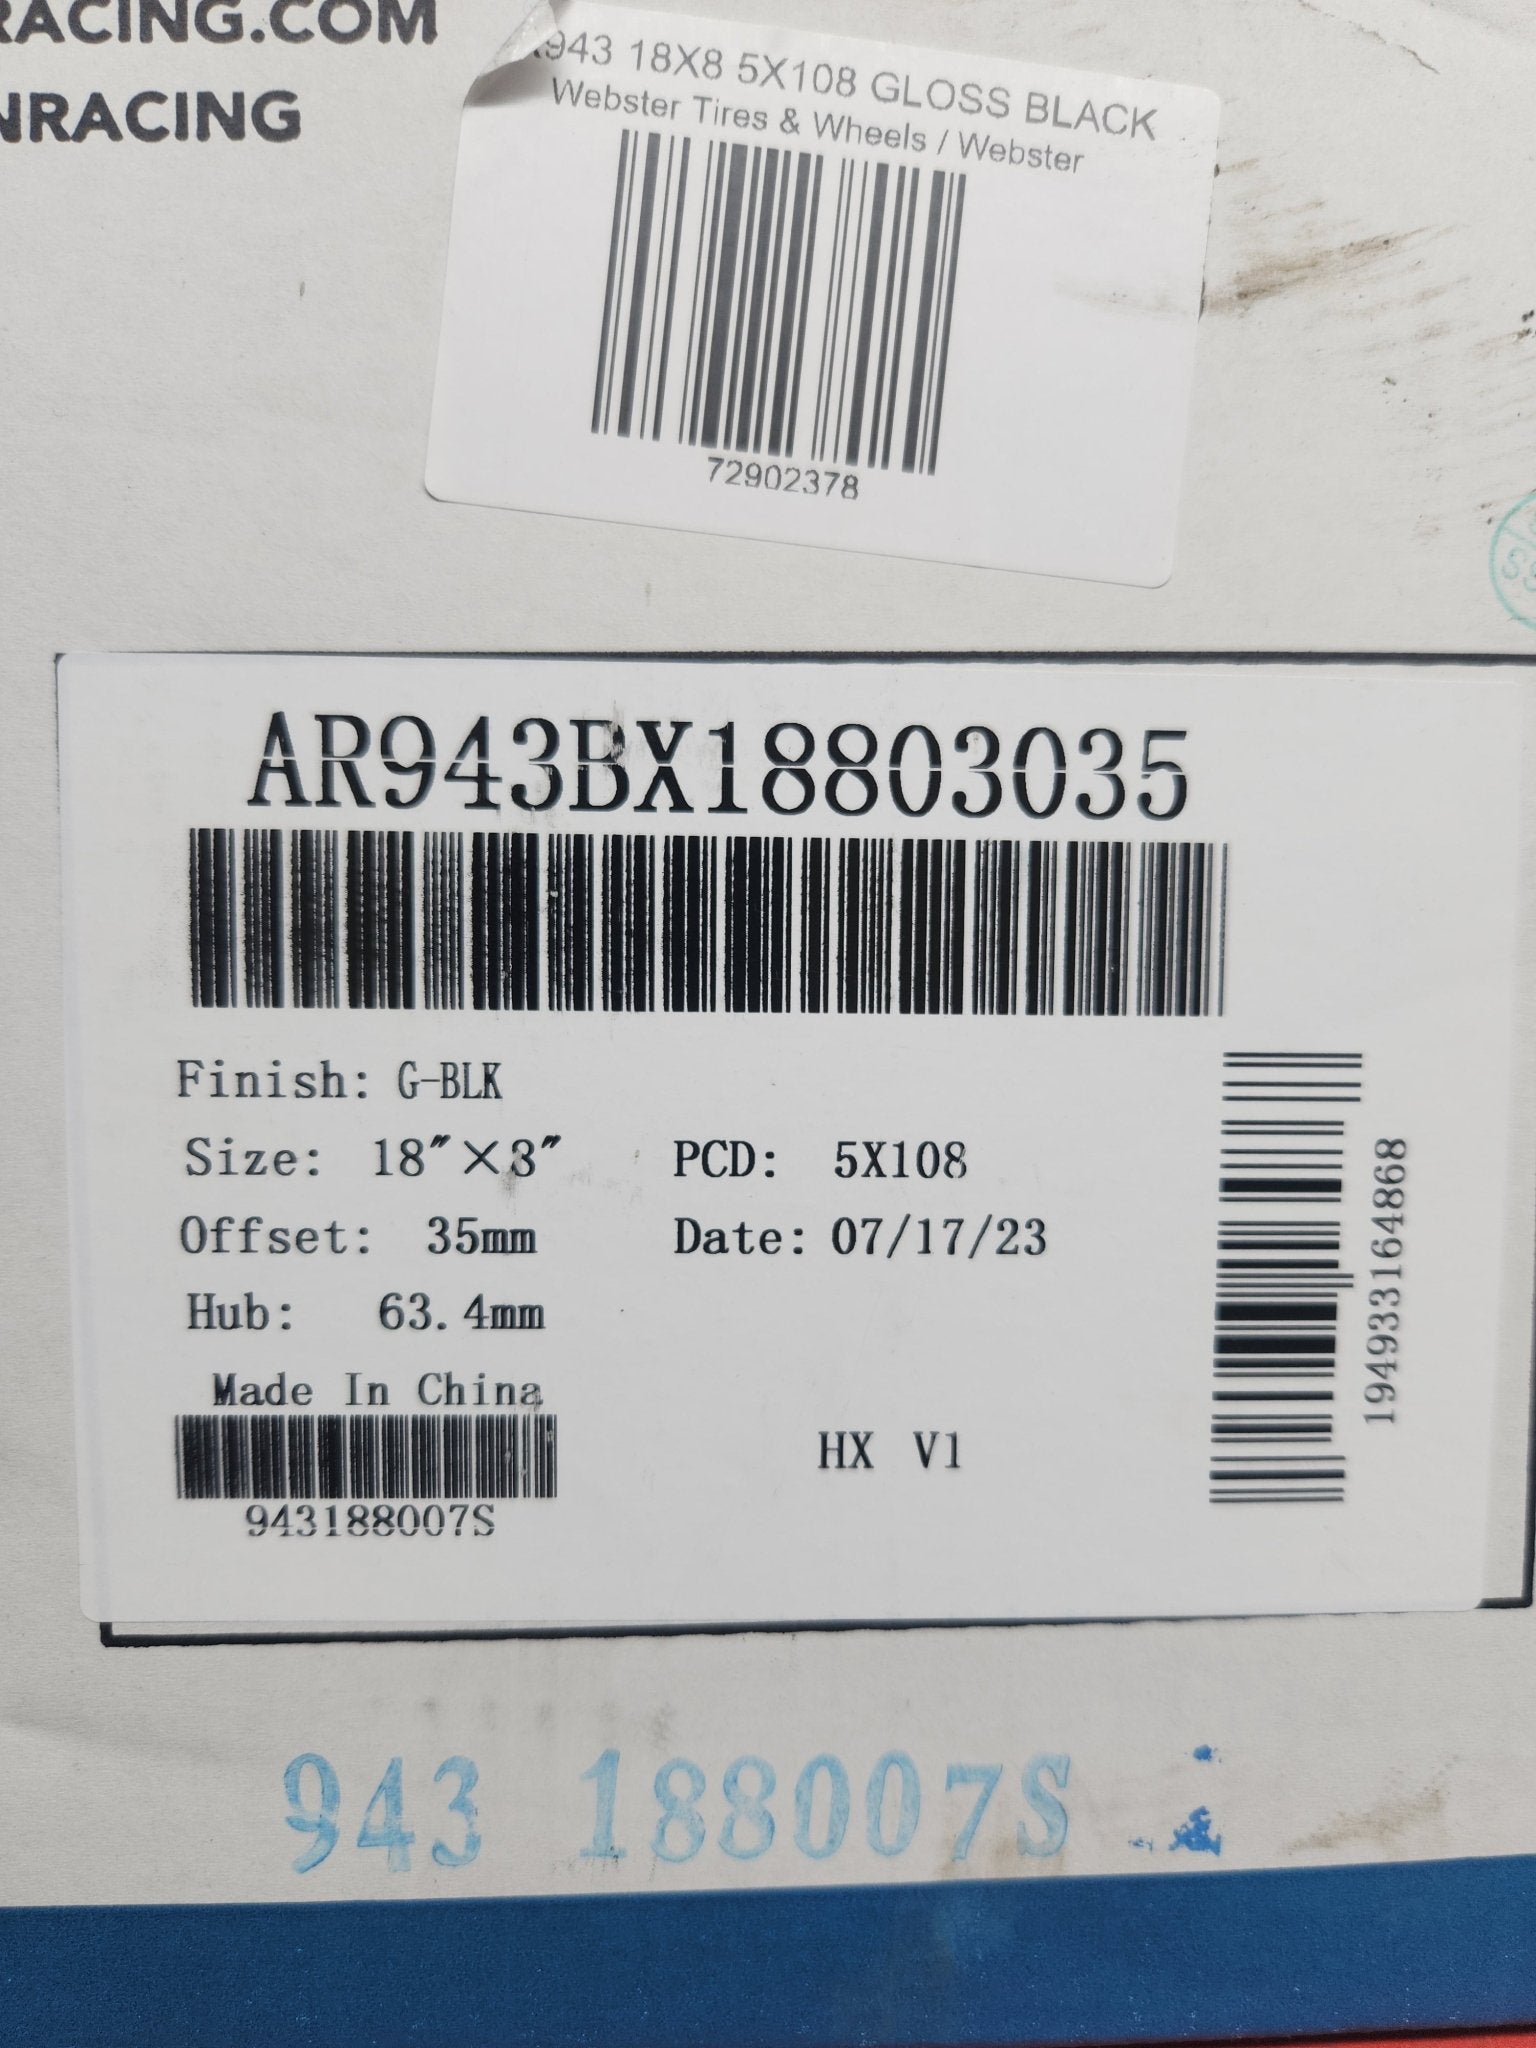 RACING.COM
NRACING
943 18X8 5X108 GLOSS BLACK
Webster Tires & Wheels / Webster
72902378
AR943BX18803035
Finish: G-BLK
Size: 18"×8" PCD: 5X108
Offset: 35mm Date: 07/17/23
Hub: 63.4mm
Made In China
943188007S
HX V1
194933164868
943 188007S